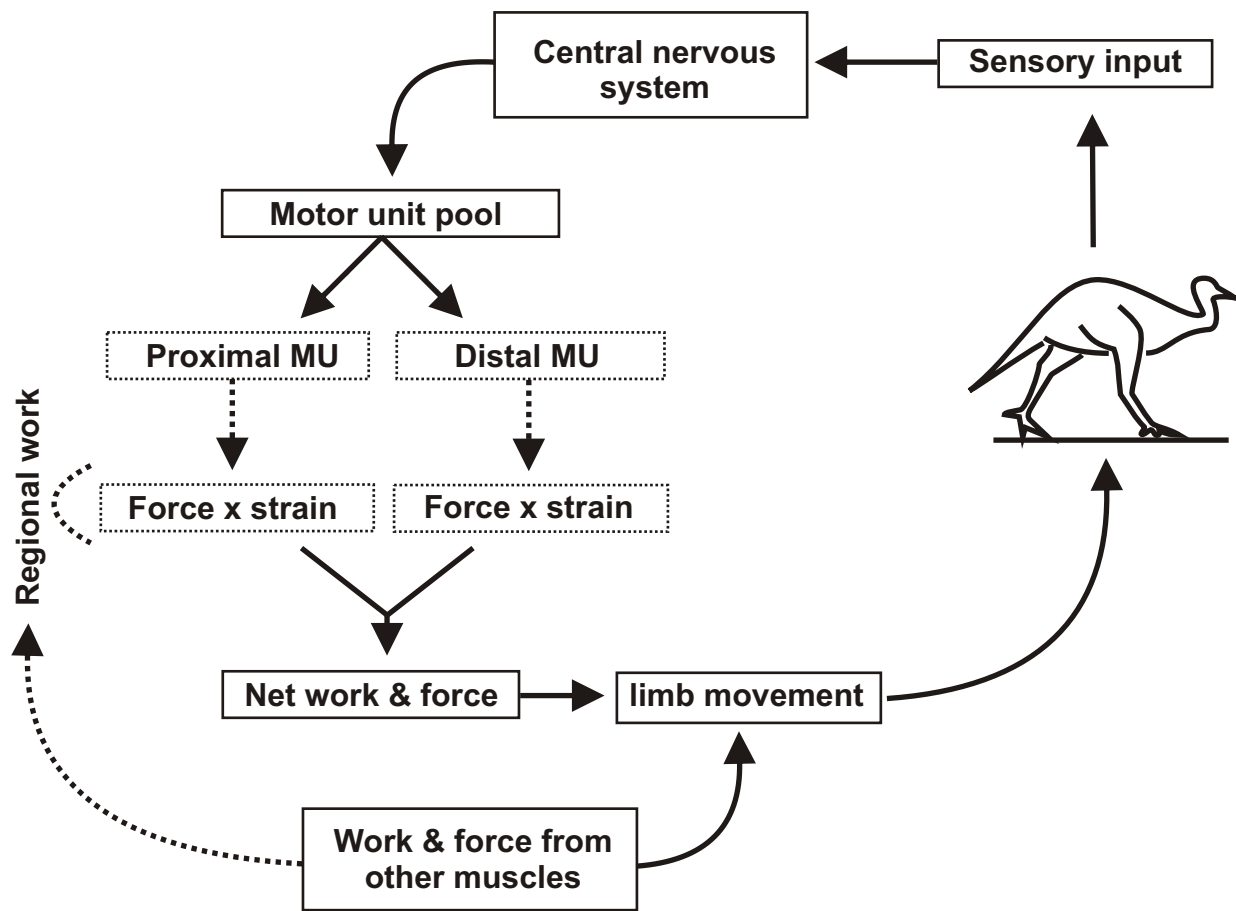 Central nervous
system
Sensory input
Motor unit pool
Proximal MU
Distal MU
Regional work
Force x strain
Force x strain
Net work & force
limb movement
Work & force from
other muscles